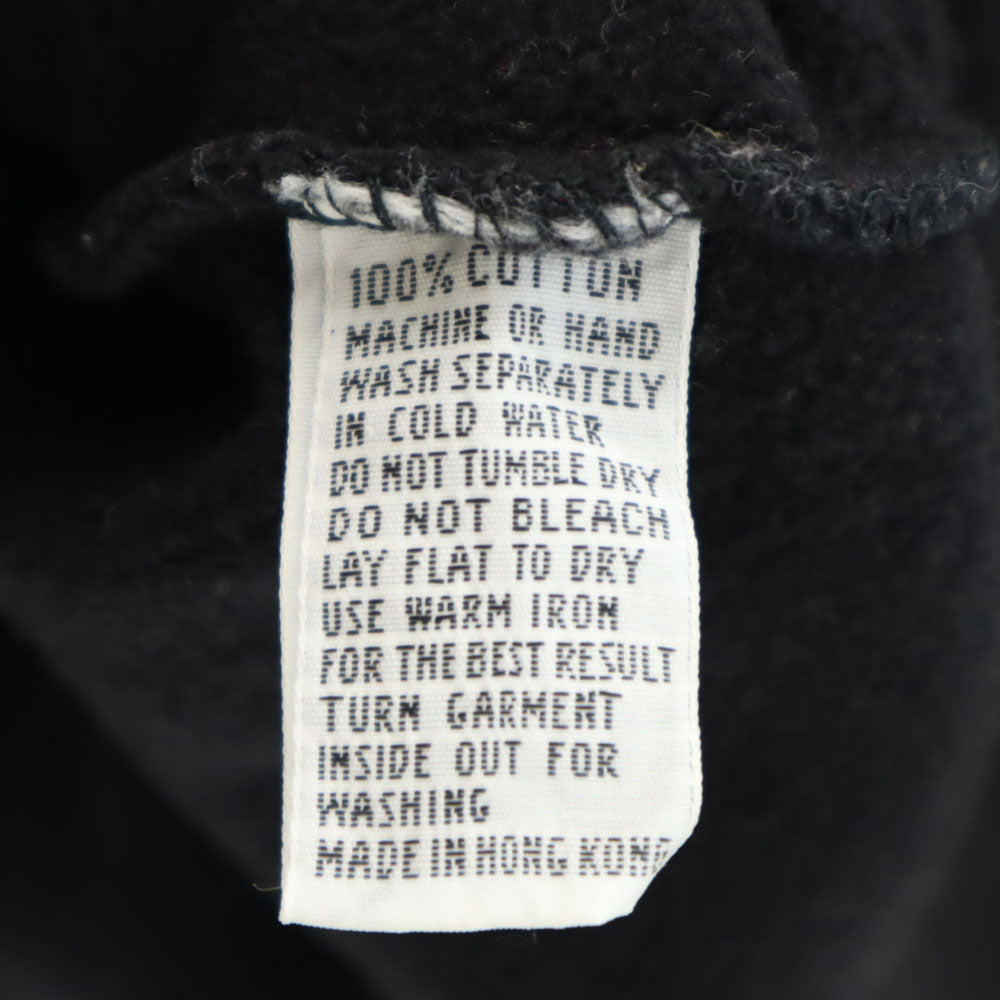 100% COTTON
MACHINE OR HAND
WASH SEPARATELY
IN COLD WATER
DO NOT TUMBLE DRY
DO NOT BLEACH
LAY FLAT TO DRY
USE WARM IRON
FOR THE BEST RESULT
TURN GARMENT
INSIDE OUT FOR
WASHING
MADE IN HONG KONG